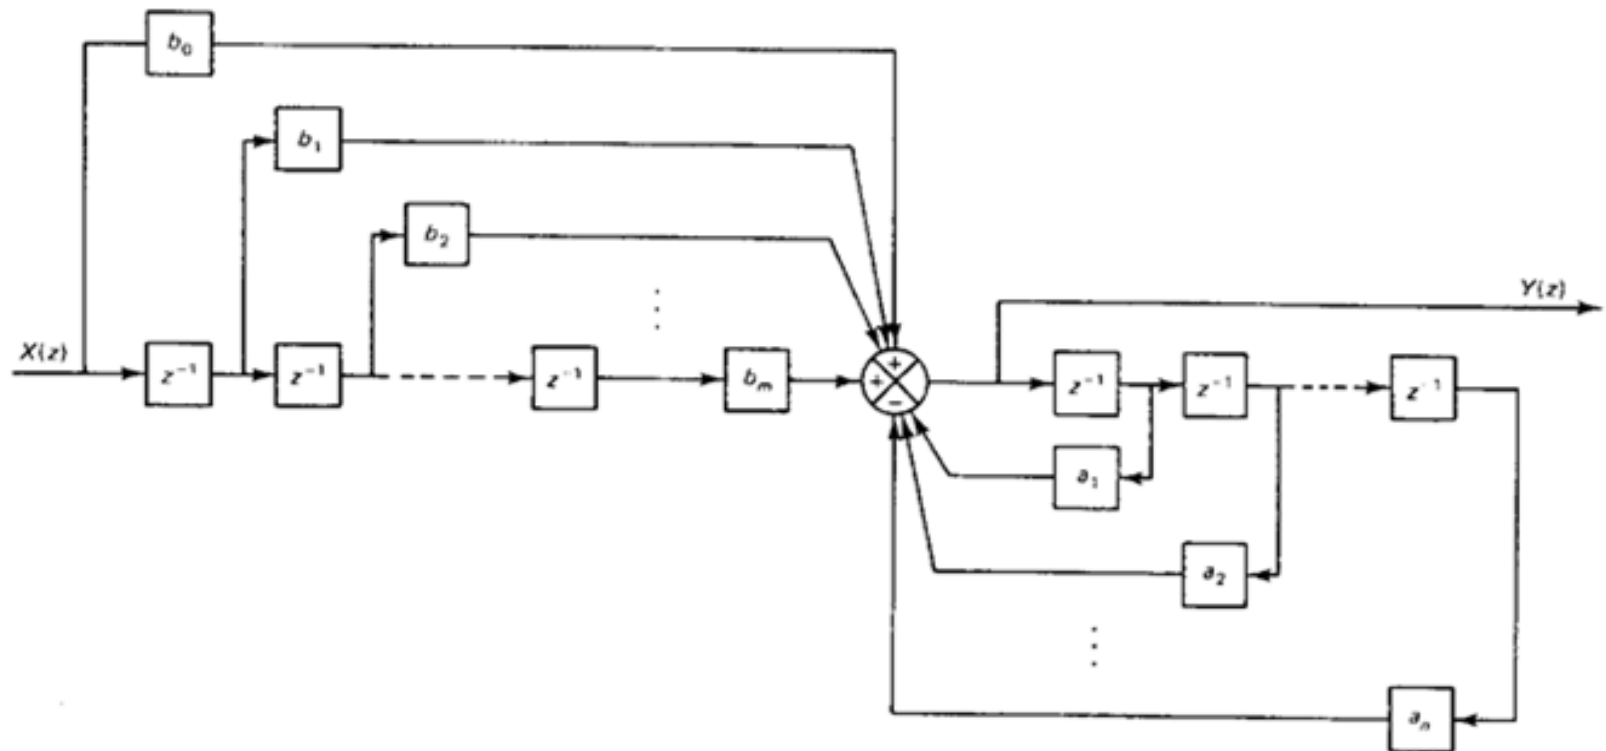 b₀
b₁
b₂
Y(z)
X(z)
z⁻¹
z⁻¹
z⁻¹
bₘ
+
+
−
z⁻¹
z⁻¹
z⁻¹
a₁
a₂
aₙ